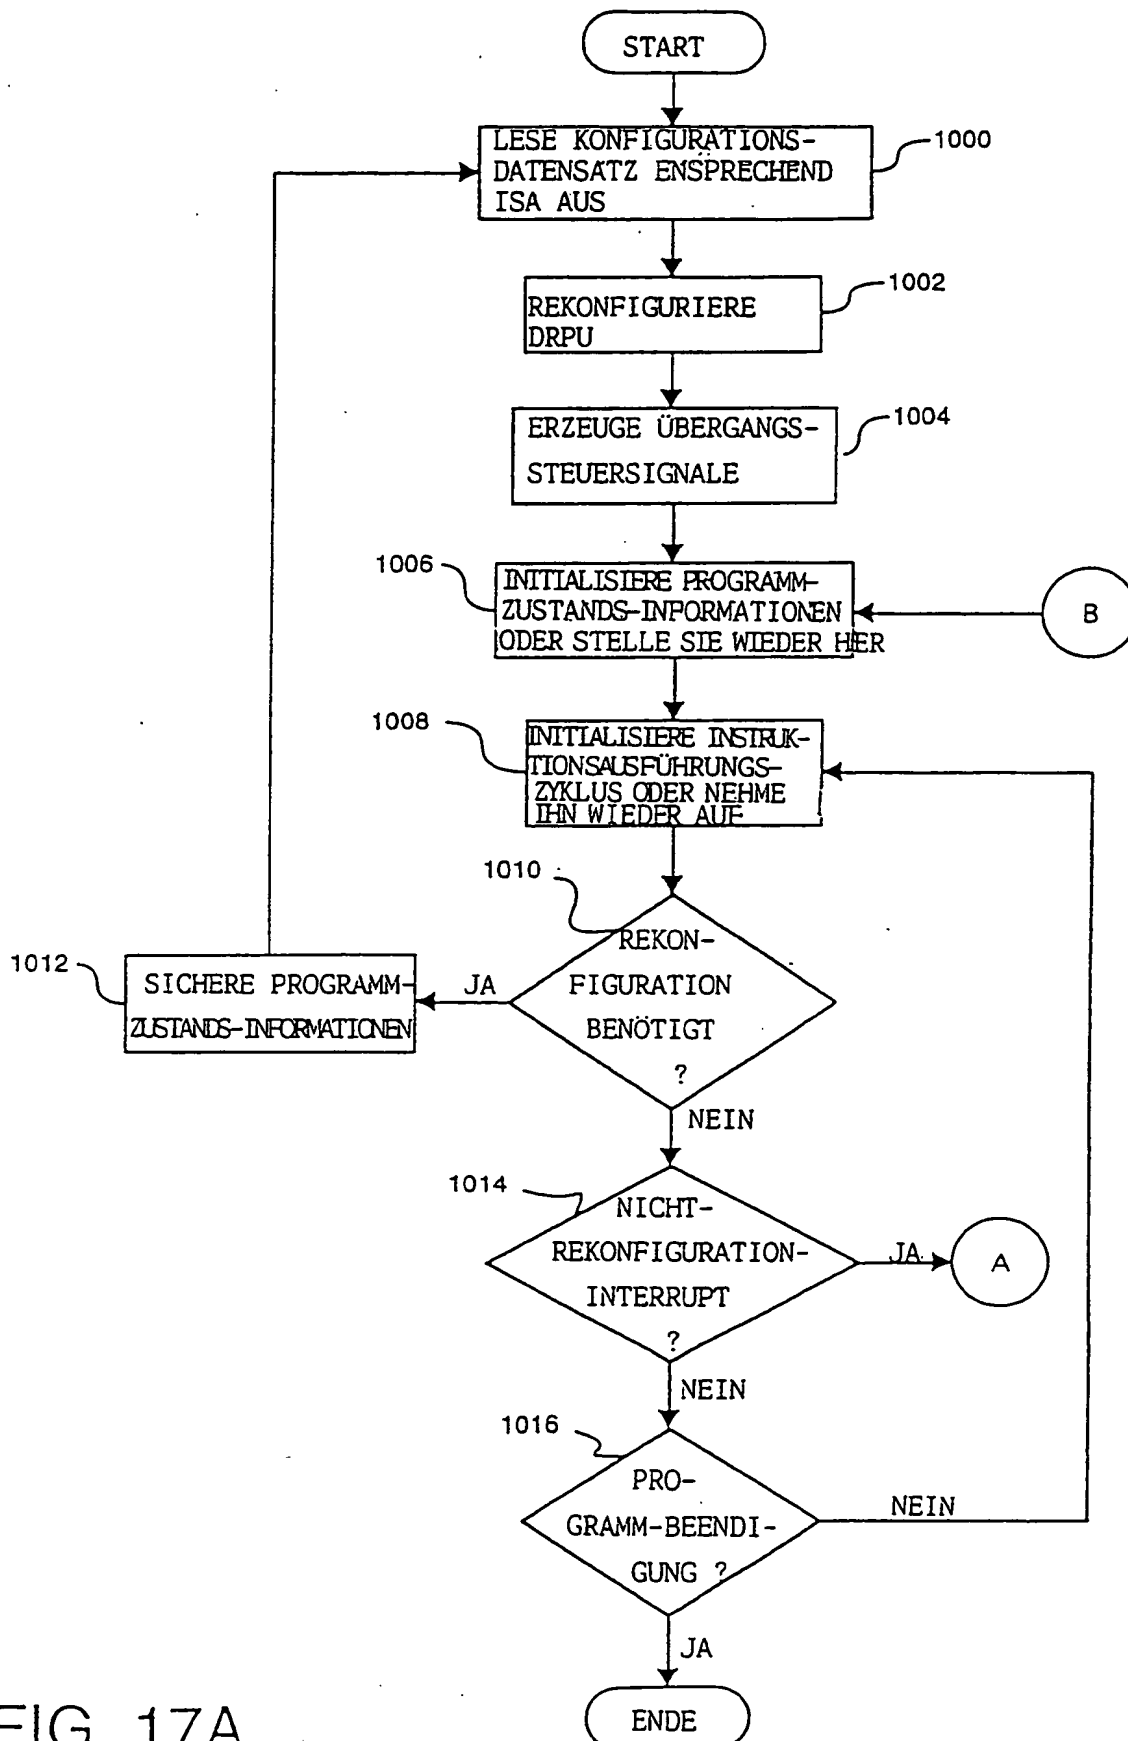 START
LESE KONFIGURATIONS-
DATENSATZ ENSPRECHEND
ISA AUS
1000
REKONFIGURIERE
DRPU
1002
ERZEUGE ÜBERGANGS-
STEUERSIGNALE
1004
1006
INITIALISIERE PROGRAMM-
ZUSTANDS-INFORMATIONEN
ODER STELLE SIE WIEDER HER
B
1008
INITIALISIERE INSTRUK-
TIONSAUSFÜHRUNGS-
ZYKLUS ODER NEHME
IHN WIEDER AUF
1010
REKON-
FIGURATION
BENÖTIGT
?
JA
1012
SICHERE PROGRAMM-
ZUSTANDS-INFORMATIONEN
NEIN
1014
NICHT-
REKONFIGURATION-
INTERRUPT
?
JA
A
NEIN
1016
PRO-
GRAMM-BEENDI-
GUNG ?
NEIN
JA
ENDE
FIG. 17A